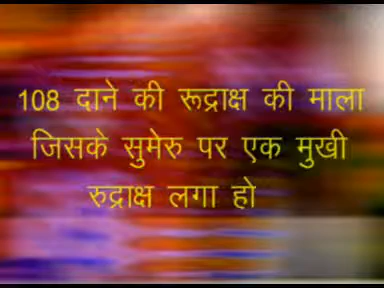 108 दाने की रूद्राक्ष की माला
जिसके सुमेरु पर एक मुखी
रुद्राक्ष लगा हो